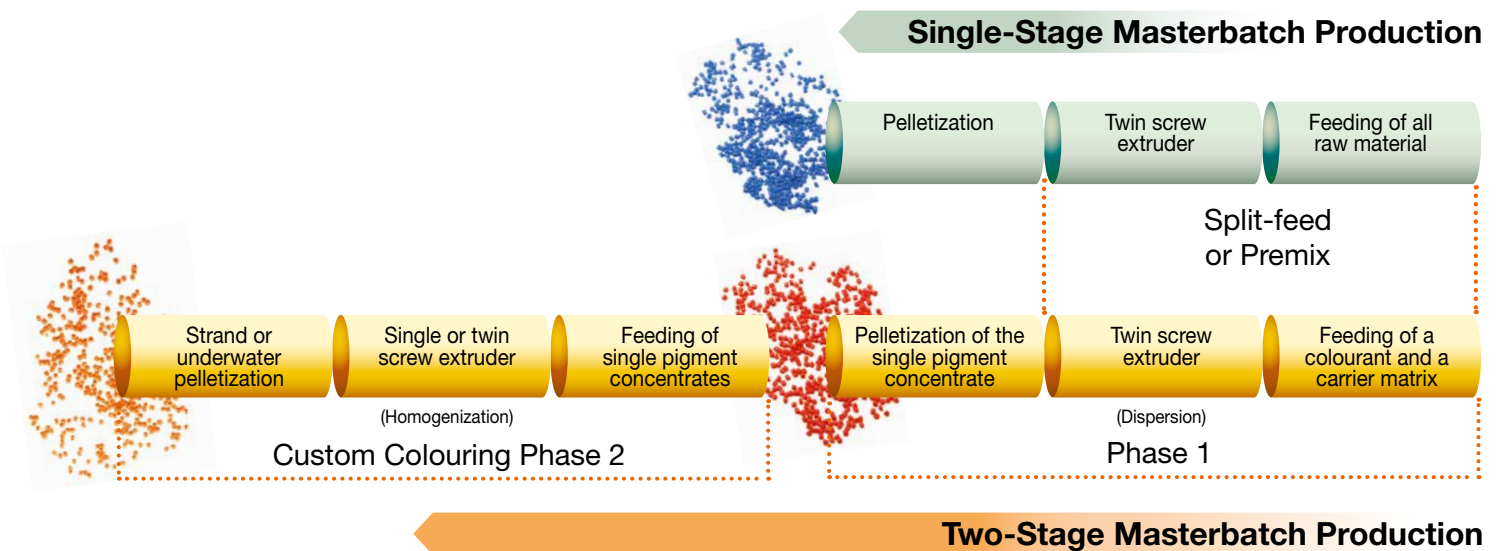 Single-Stage Masterbatch Production
Pelletization
Twin screw
extruder
Feeding of all
raw material
Split-feed
or Premix
Strand or
underwater
pelletization
Single or twin
screw extruder
Feeding of
single pigment
concentrates
Pelletization of the
single pigment
concentrate
Twin screw
extruder
Feeding of a
colourant and a
carrier matrix
(Homogenization)
Custom Colouring Phase 2
(Dispersion)
Phase 1
Two-Stage Masterbatch Production